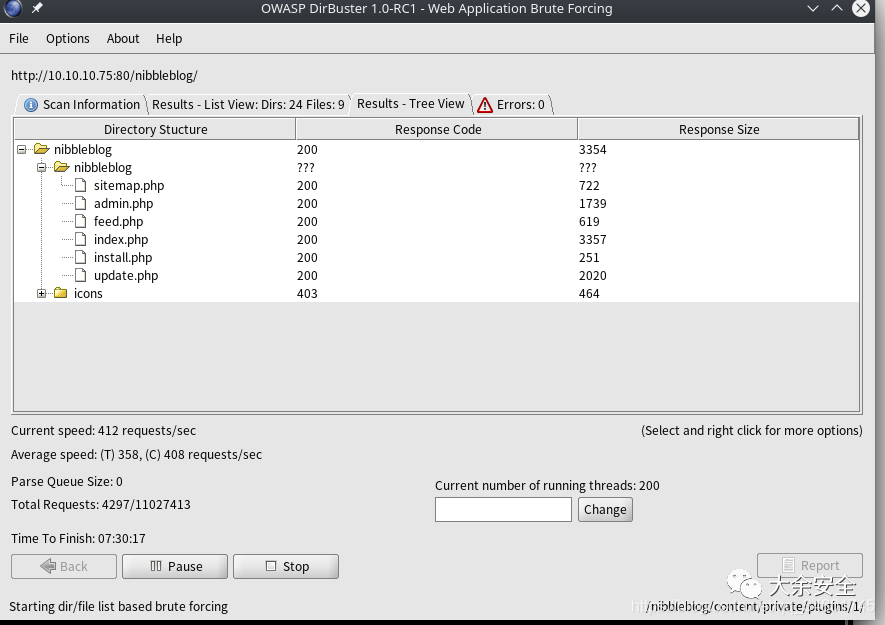 OWASP DirBuster 1.0-RC1 - Web Application Brute Forcing
File Options About Help
http://10.10.10.75:80/nibbleblog/
Scan Information Results - List View: Dirs: 24 Files: 9 Results - Tree View Errors: 0
Directory Stucture Response Code Response Size
nibbleblog 200 3354
nibbleblog ??? ???
sitemap.php 200 722
admin.php 200 1739
feed.php 200 619
index.php 200 3357
install.php 200 251
update.php 200 2020
icons 403 464
Current speed: 412 requests/sec (Select and right click for more options)
Average speed: (T) 358, (C) 408 requests/sec
Parse Queue Size: 0
Current number of running threads: 200
Total Requests: 4297/11027413
Change
Time To Finish: 07:30:17
Back Pause Stop Report
大余安全
Starting dir/file list based brute forcing /nibbleblog/content/private/plugins/1/